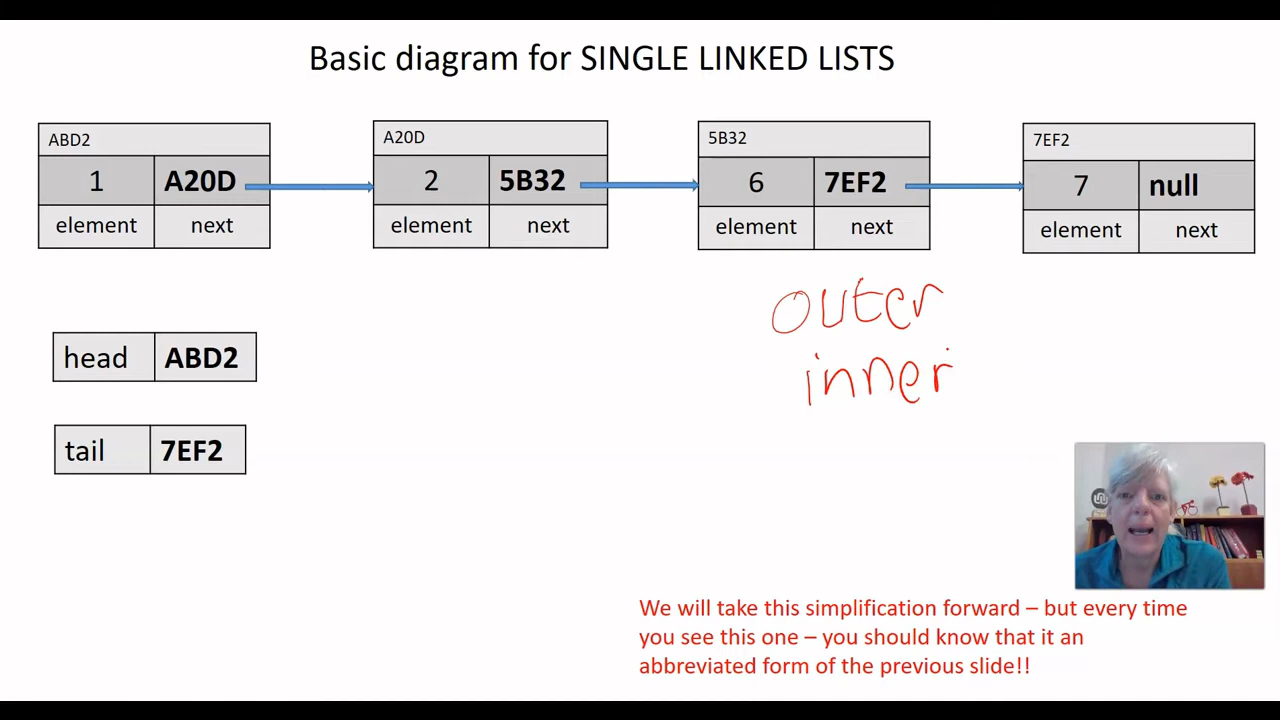 Basic diagram for SINGLE LINKED LISTS
ABD2
1 A20D
element next
A20D
2 5B32
element next
5B32
6 7EF2
element next
7EF2
7 null
element next
outer
inner
head ABD2
tail 7EF2
We will take this simplification forward – but every time
you see this one – you should know that it an
abbreviated form of the previous slide!!